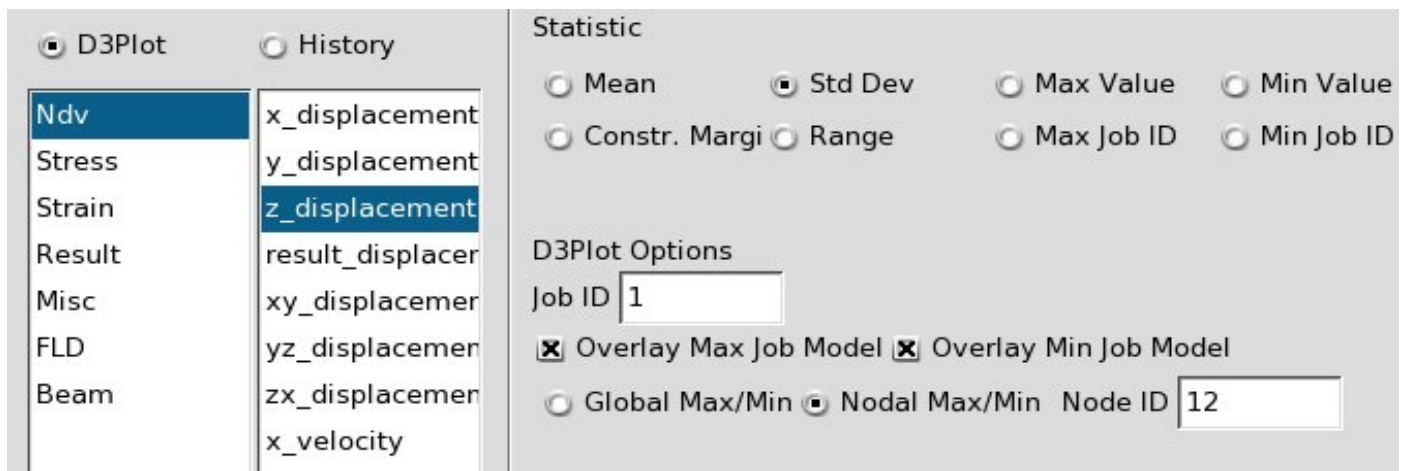 D3Plot History
Ndv
Stress
Strain
Result
Misc
FLD
Beam
x_displacement
y_displacement
z_displacement
result_displacer
xy_displacemer
yz_displacemen
zx_displacemen
x_velocity
Statistic
Mean Std Dev Max Value Min Value
Constr. Margi Range Max Job ID Min Job ID
D3Plot Options
Job ID 1
Overlay Max Job Model Overlay Min Job Model
Global Max/Min Nodal Max/Min Node ID 12